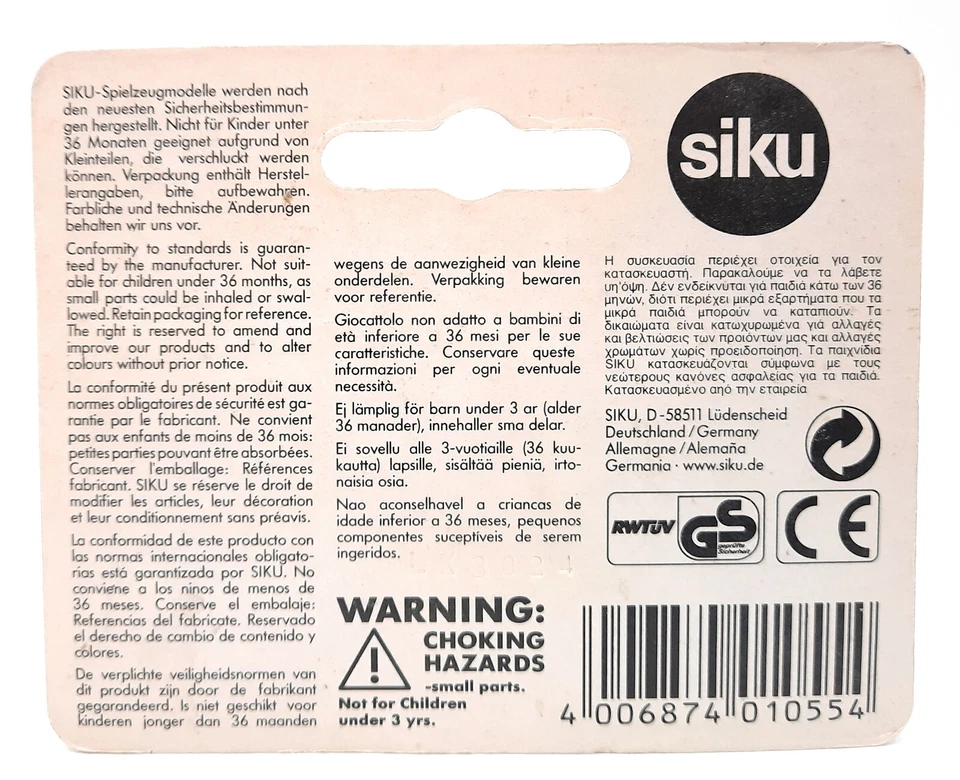 SIKU-Spielzeugmodelle werden nach
den neuesten Sicherheitsbestimmun-
gen hergestellt. Nicht für Kinder unter
36 Monaten geeignet aufgrund von
Kleinteilen, die verschluckt werden
können. Verpackung enthält Herstel-
lerangaben, bitte aufbewahren.
Farbliche und technische Änderungen
behalten wir uns vor.
Conformity to standards is guaran-
teed by the manufacturer. Not suit-
able for children under 36 months, as
small parts could be inhaled or swal-
lowed. Retain packaging for reference.
The right is reserved to amend and
improve our products and to alter
colours without prior notice.
La conformité du présent produit aux
normes obligatoires de sécurité est ga-
rantie par le fabricant. Ne convient
pas aux enfants de moins de 36 mois:
petites parties pouvant être absorbées.
Conserver l'emballage: Références
fabricant. SIKU se réserve le droit de
modifier les articles, leur décoration
et leur conditionnement sans préavis.
La conformidad de este producto con
las normas internacionales obligato-
rias está garantizada por SIKU. No
conviene a los ninos de menos de
36 meses. Conserve el embalaje:
Referencias del fabricate. Reservado
el derecho de cambio de contenido y
colores.
De verplichte veiligheidsnormen van
dit produkt zijn door de fabrikant
gegarandeerd. Is niet geschikt voor
kinderen jonger dan 36 maanden
wegens de aanwezigheid van kleine
onderdelen. Verpakking bewaren
voor referentie.
Giocattolo non adatto a bambini di
età inferiore a 36 mesi per le sue
caratteristiche. Conservare queste
informazioni per ogni eventuale
necessità.
Ej lämplig för barn under 3 ar (alder
36 manader), innehaller sma delar.
Ei sovellu alle 3-vuotiaille (36 kuu-
kautta) lapsille, sisältää pieniä, irto-
naisia osia.
Nao aconselhavel a criancas de
idade inferior a 36 meses, pequenos
componentes suceptíveis de serem
ingeridos.
WARNING:
CHOKING
HAZARDS
-small parts.
Not for Children
under 3 yrs.
siku
Η συσκευασία περιέχει στοιχεία για τον
κατασκευαστή. Παρακαλούμε να τα λάβετε
υη'όψη. Δέν ενδείκνυται γιά παιδιά κάτω των 36
μηνών, διότι περιέχει μικρά εξαρτήματα που τα
μικρά παιδιά μπορούν να καταπιούν. Τα
δικαιώματα είναι κατωχυρωμένα γιά αλλαγές
και βελτιώσεις των προϊόντων μας και αλλαγές
χρωμάτων χωρίς προειδοποίηση. Τα παιχνίδια
SIKU κατασκευάζονται σύμφωνα με τους
νεώτερους κανόνες ασφαλείας για τα παιδιά.
Κατασκευασμένο αηό την εταιρεία
SIKU, D-58511 Lüdenscheid
Deutschland/Germany
Allemagne/Alemaña
Germania · www.siku.de
RWTÜV GS
geprüfte
Sicherheit
CE
4 006874 010554